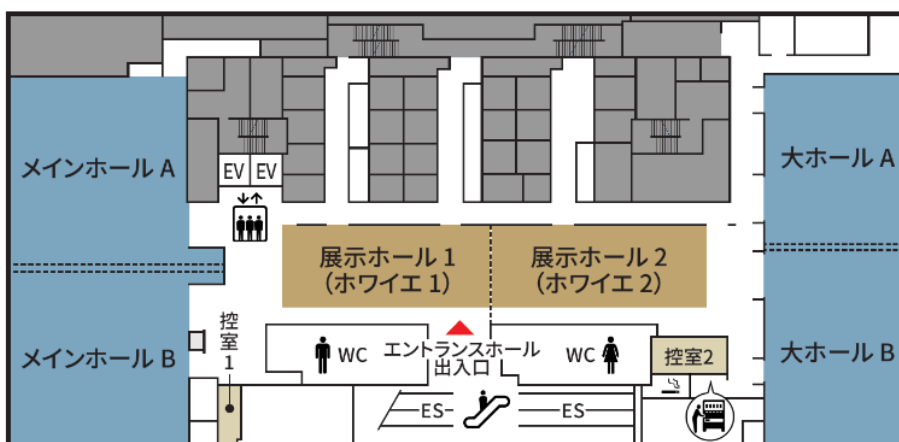 メインホール A
EV
EV
大ホール A
展示ホール 1
（ホワイエ 1）
展示ホール 2
（ホワイエ 2）
メインホール B
控室
1
WC
エントランスホール
出入口
WC
控室2
大ホール B
ES
ES